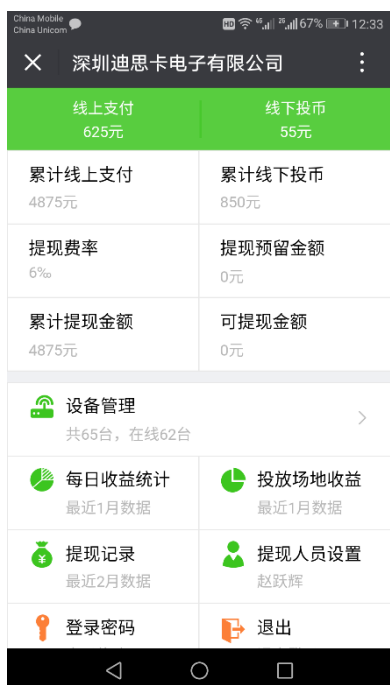 China Mobile
China Unicom
HD 46 26 67% 12:33
深圳迪思卡电子有限公司
线上支付 线下投币
625元 55元
累计线上支付 累计线下投币
4875元 850元
提现费率 提现预留金额
6‰ 0元
累计提现金额 可提现金额
4875元 0元
设备管理
共65台，在线62台
每日收益统计 投放场地收益
最近1月数据 最近1月数据
提现记录 提现人员设置
最近2月数据 赵跃辉
登录密码 退出